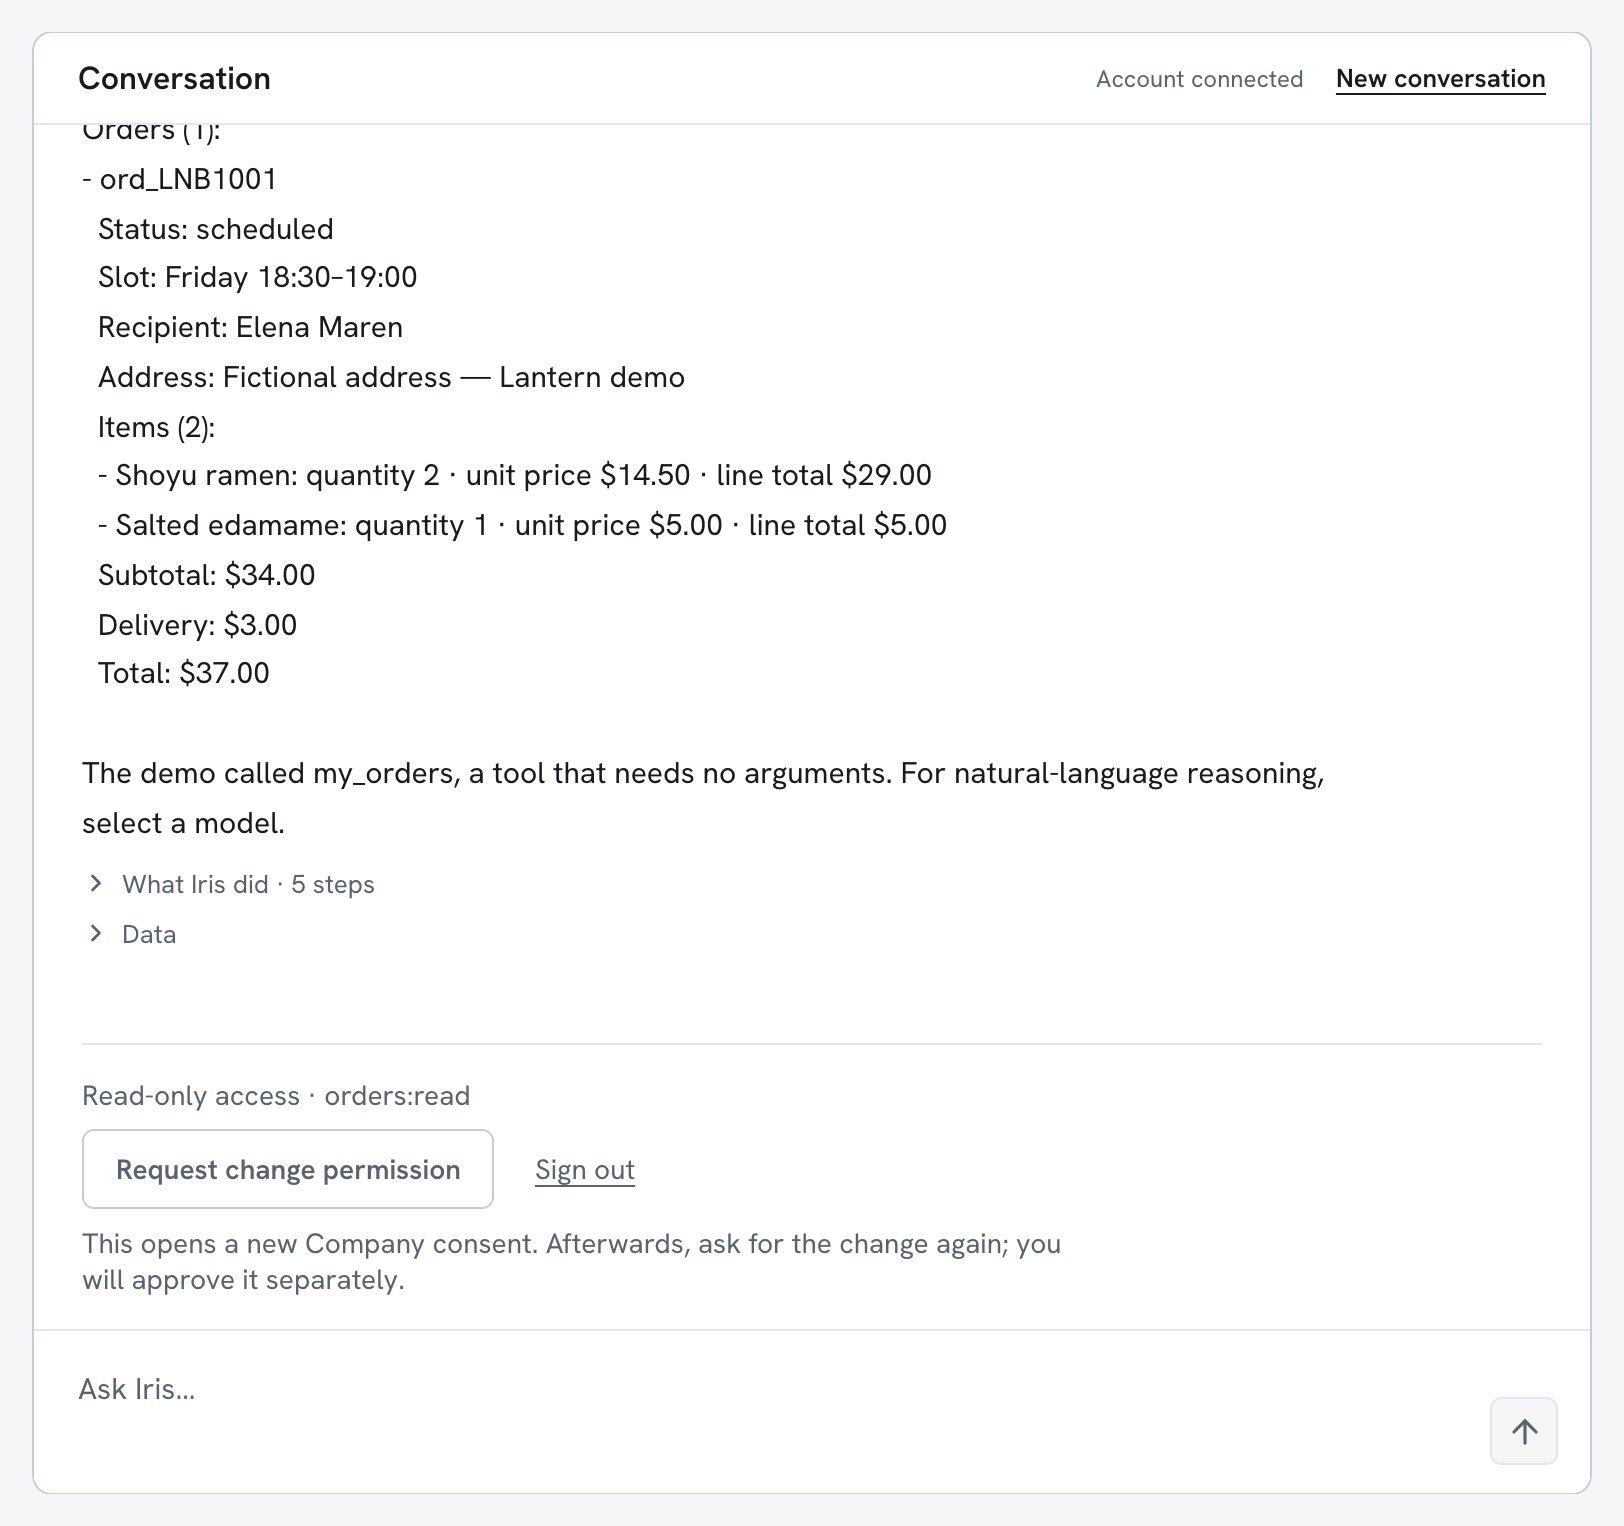 Conversation
Account connected
New conversation
Orders (1):
- ord_LNB1001
Status: scheduled
Slot: Friday 18:30–19:00
Recipient: Elena Maren
Address: Fictional address — Lantern demo
Items (2):
- Shoyu ramen: quantity 2 · unit price $14.50 · line total $29.00
- Salted edamame: quantity 1 · unit price $5.00 · line total $5.00
Subtotal: $34.00
Delivery: $3.00
Total: $37.00
The demo called my_orders, a tool that needs no arguments. For natural-language reasoning,
select a model.
What Iris did · 5 steps
Data
Read-only access · orders:read
Request change permission
Sign out
This opens a new Company consent. Afterwards, ask for the change again; you
will approve it separately.
Ask Iris...